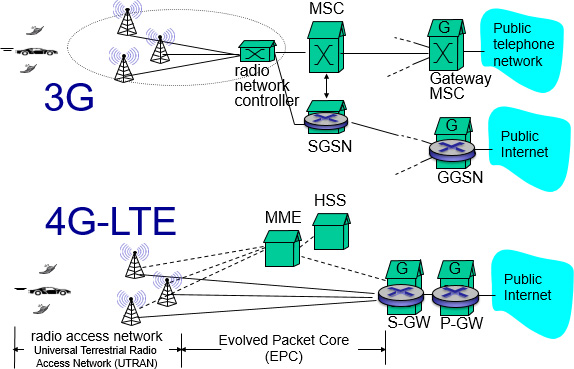 MSC
G
Public
telephone
network
radio
network
controller
Gateway
MSC
3G
SGSN
G
Public
Internet
GGSN
4G-LTE
HSS
MME
G
G
Public
Internet
S-GW
P-GW
radio access network
Universal Terrestrial Radio
Access Network (UTRAN)
Evolved Packet Core
(EPC)